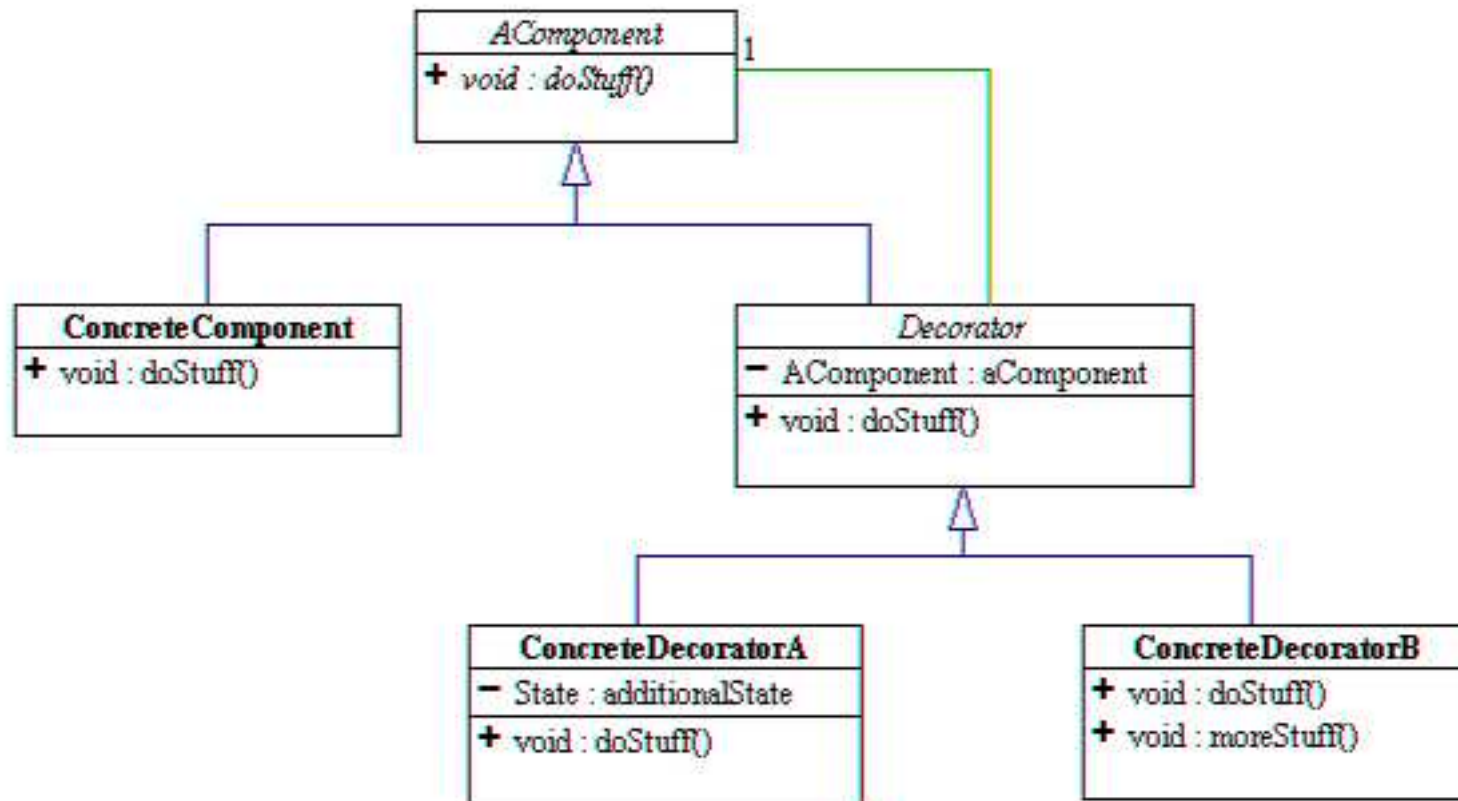 AComponent
+ void : doStuff()
1
ConcreteComponent
+ void : doStuff()
Decorator
- AComponent : aComponent
+ void : doStuff()
ConcreteDecoratorA
- State : additionalState
+ void : doStuff()
ConcreteDecoratorB
+ void : doStuff()
+ void : moreStuff()